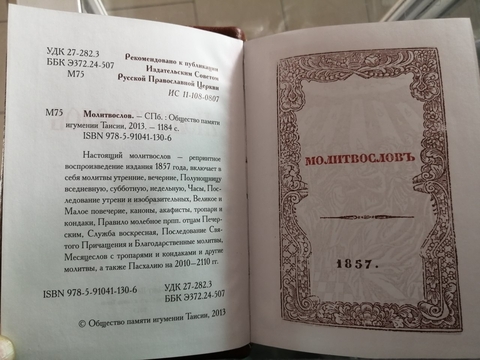 УДК 27-282.3
ББК Э372.24-507
М75
Рекомендовано к публикации
Издательским Советом
Русской Православной Церкви
ИС П-108-0807
М75 Молитвослов. — СПб. : Общество памяти
игумении Таисии, 2013. — 1184 с.
ISBN 978-5-91041-130-6
Настоящий молитвослов — репринтное
воспроизведение издания 1857 года, включает в
себя молитвы утренние, вечерние, Полунощницу
вседневную, субботную, недельную, Часы, Пос-
ледование утрени и изобразительных, Великое и
Малое повечерие, каноны, акафисты, тропари и
кондаки, Правило молебное прпп. отцам Печер-
ским, Служба воскресная, Последование Свя-
того Причащения и Благодарственные молитвы,
Месяцеслов с тропарями и кондаками и другие
молитвы, а также Пасхалию на 2010—2110 гг.
УДК 27-282.3
ISBN 978-5-91041-130-6 ББК Э372.24-507
© Общество памяти игумении Таисии, 2013
МОЛИТВОСЛОВЪ
1857.